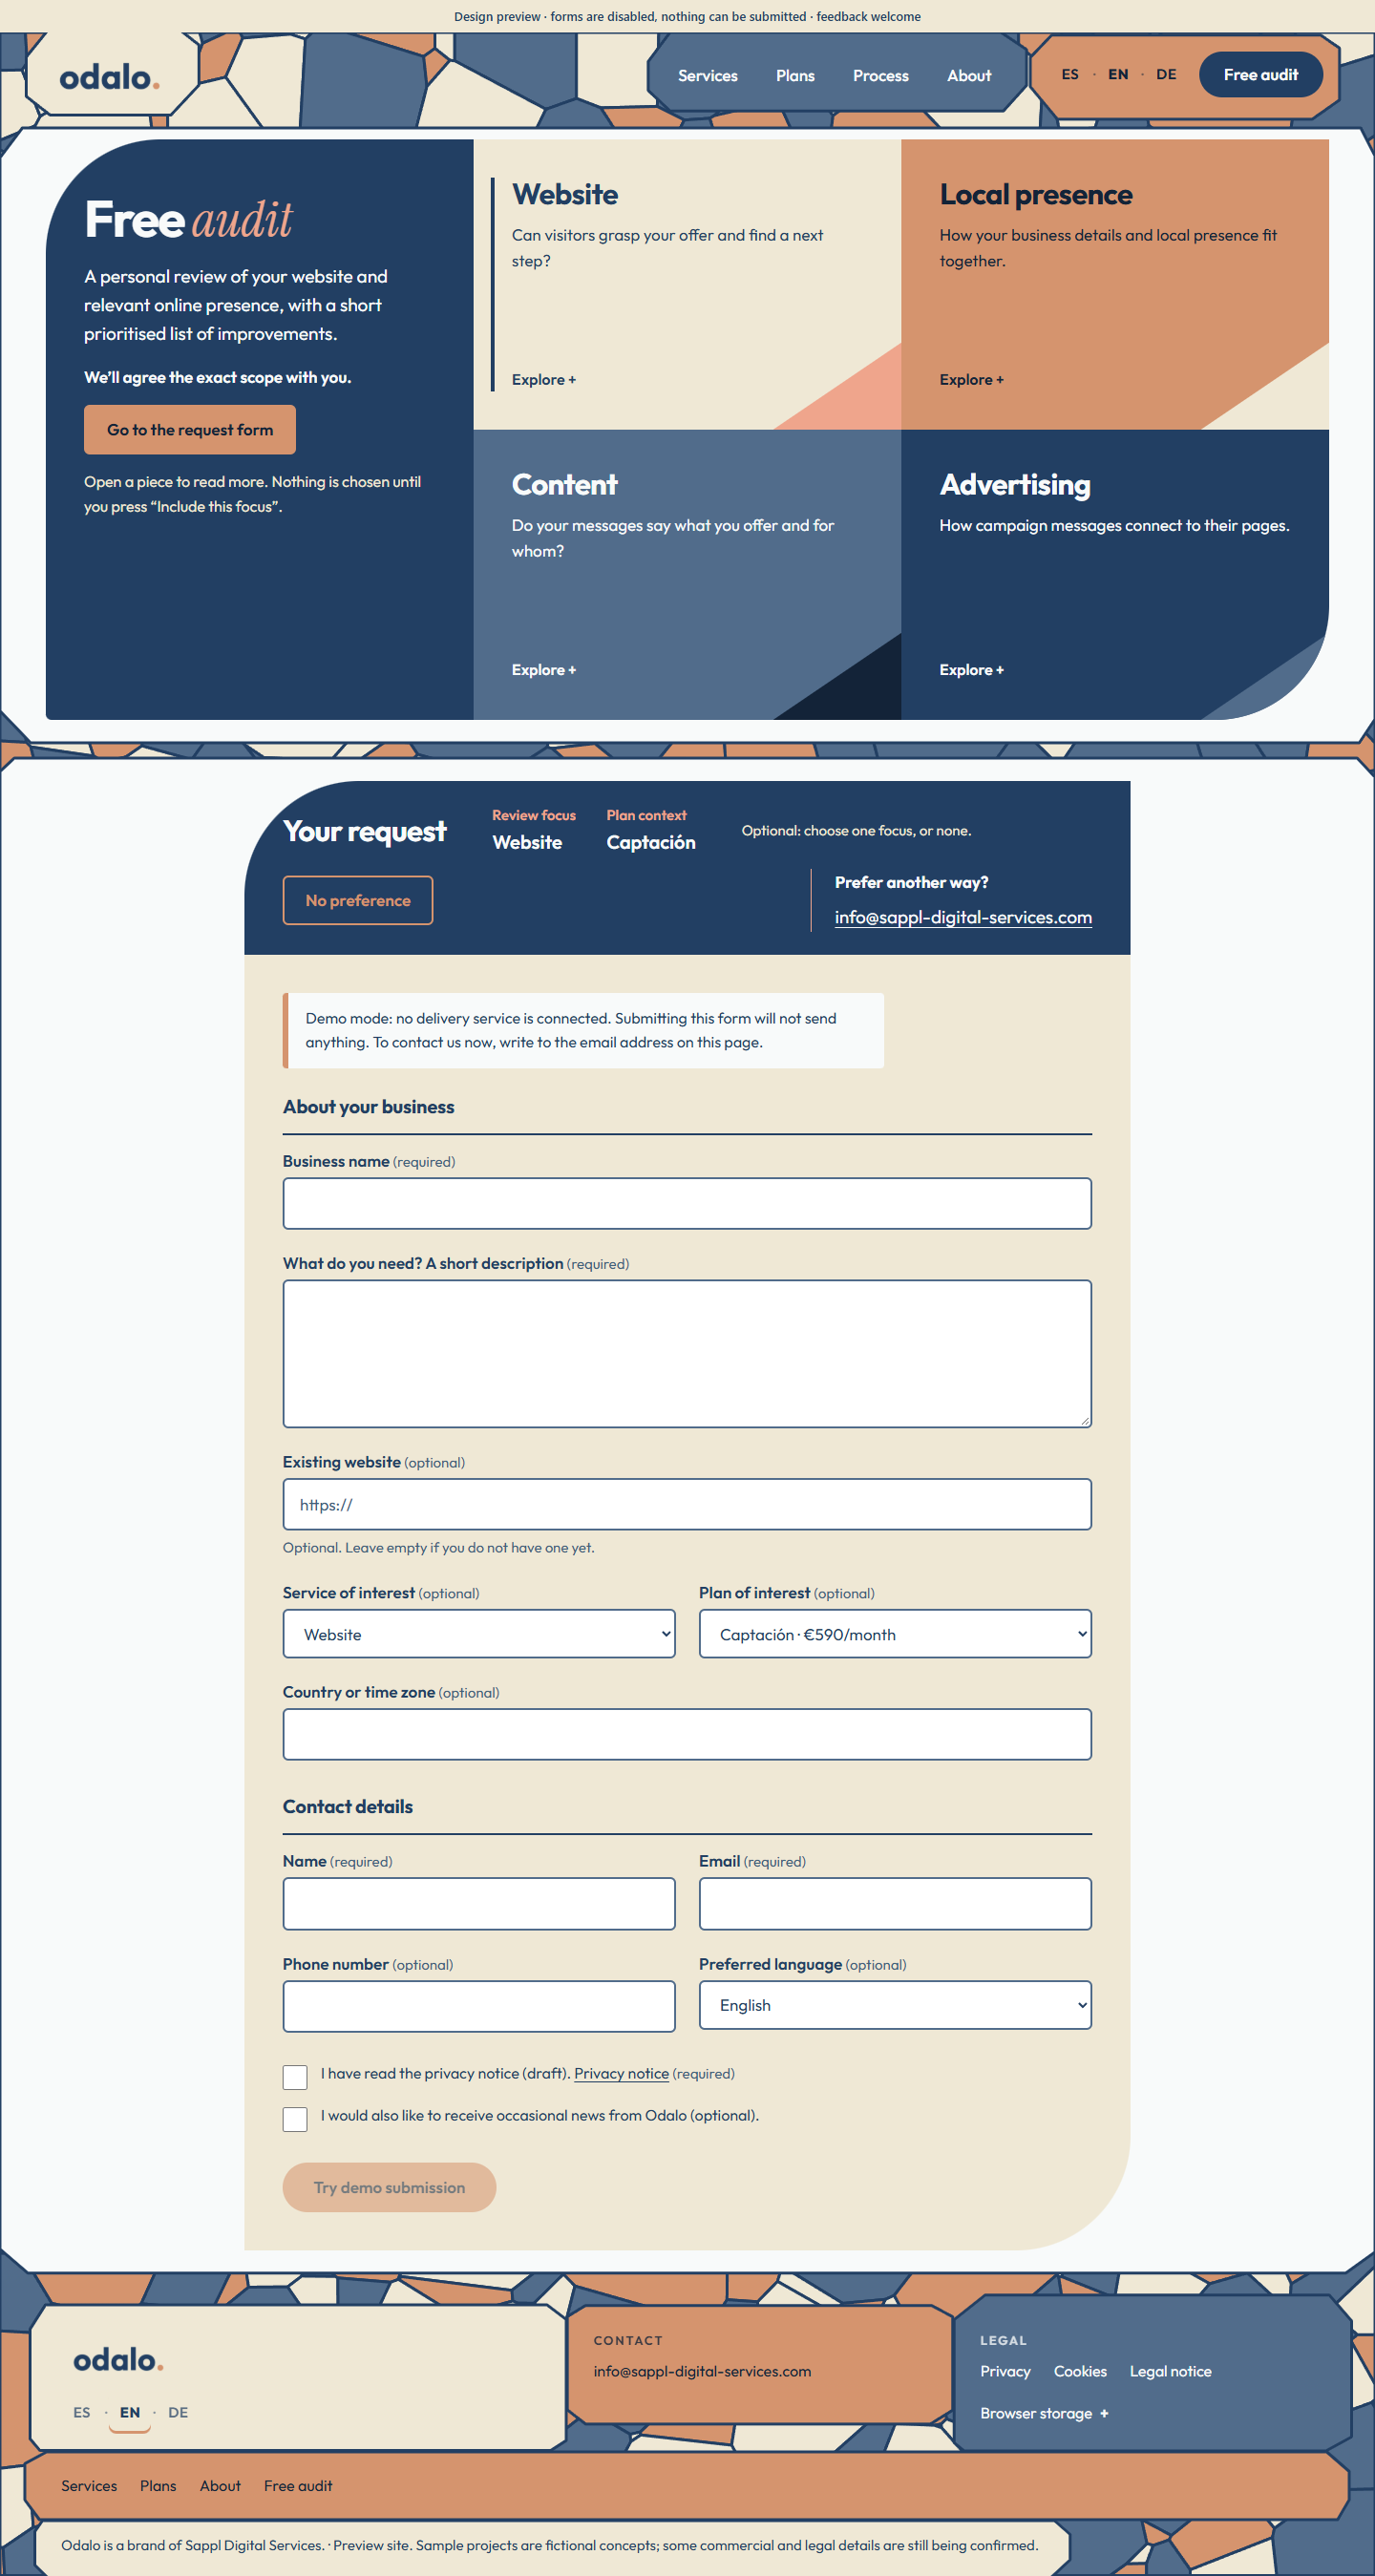 Design preview · forms are disabled, nothing can be submitted · feedback welcome
odalo.
Services Plans Process About
ES · EN · DE Free audit
Free audit
A personal review of your website and
relevant online presence, with a short
prioritised list of improvements.
We'll agree the exact scope with you.
Go to the request form
Open a piece to read more. Nothing is chosen until
you press “Include this focus”.
Website
Can visitors grasp your offer and find a next
step?
Explore +
Local presence
How your business details and local presence fit
together.
Explore +
Content
Do your messages say what you offer and for
whom?
Explore +
Advertising
How campaign messages connect to their pages.
Explore +
Your request
Review focus
Website
Plan context
Captación
Optional: choose one focus, or none.
No preference
Prefer another way?
info@sappl-digital-services.com
Demo mode: no delivery service is connected. Submitting this form will not send
anything. To contact us now, write to the email address on this page.
About your business
Business name (required)
What do you need? A short description (required)
Existing website (optional)
https://
Optional. Leave empty if you do not have one yet.
Service of interest (optional)
Website
Plan of interest (optional)
Captación · €590/month
Country or time zone (optional)
Contact details
Name (required)
Email (required)
Phone number (optional)
Preferred language (optional)
English
I have read the privacy notice (draft). Privacy notice (required)
I would also like to receive occasional news from Odalo (optional).
Try demo submission
odalo.
ES · EN · DE
CONTACT
info@sappl-digital-services.com
LEGAL
Privacy Cookies Legal notice
Browser storage +
Services Plans About Free audit
Odalo is a brand of Sappl Digital Services. · Preview site. Sample projects are fictional concepts; some commercial and legal details are still being confirmed.